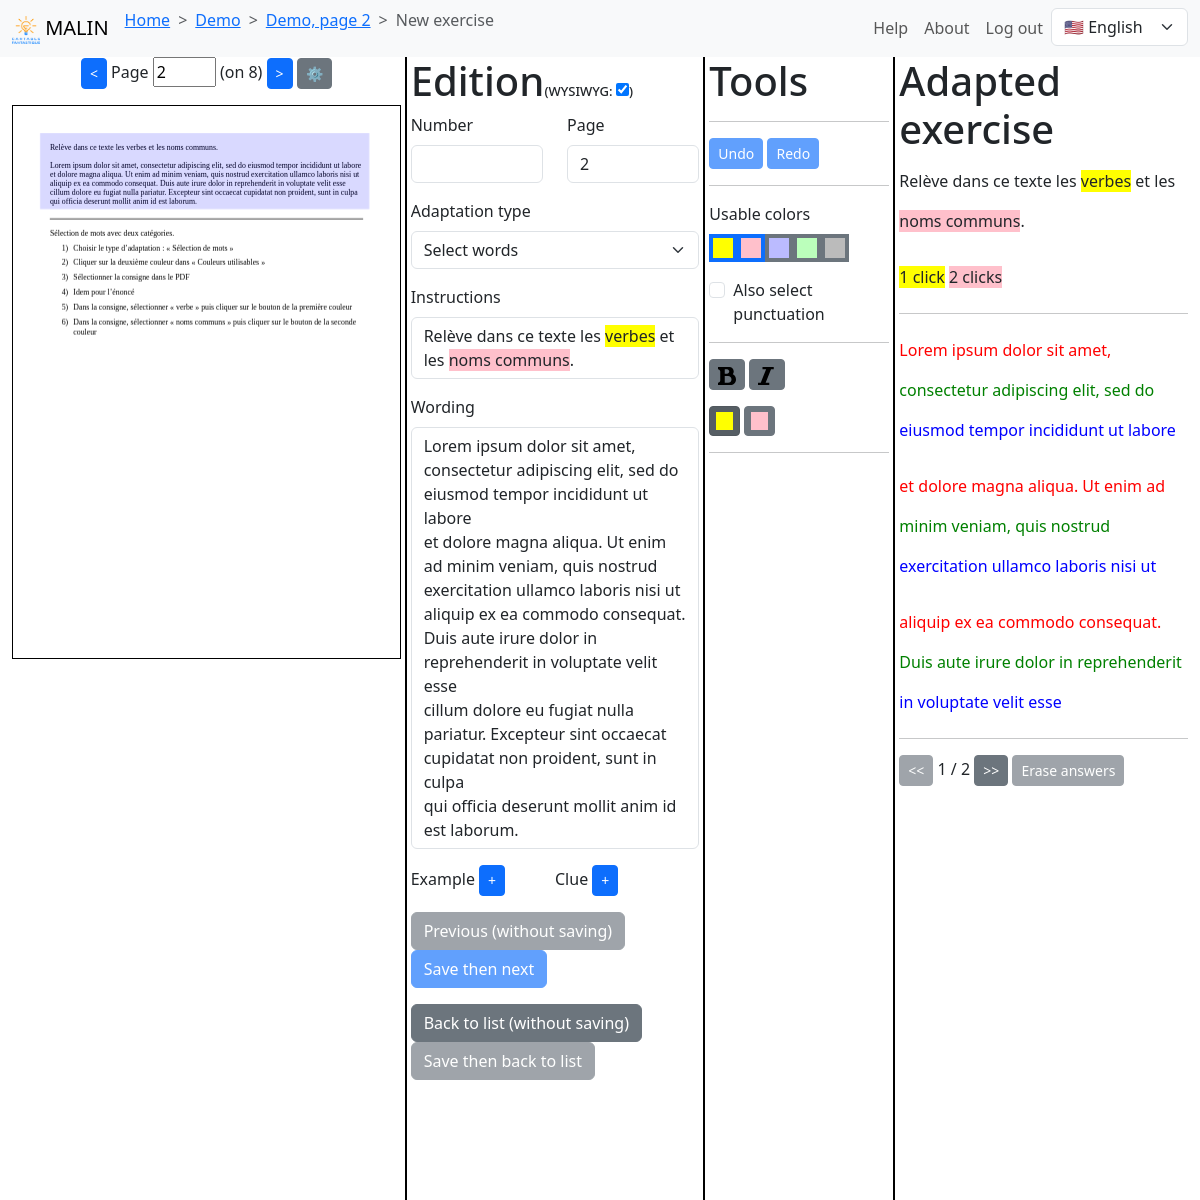 MALIN
Home > Demo > Demo, page 2 > New exercise
Help About Log out 🇺🇸 English
< Page 2 (on 8) > ⚙️
Relève dans ce texte les verbes et les noms communs.
Lorem ipsum dolor sit amet, consectetur adipiscing elit, sed do eiusmod tempor incididunt ut labore
et dolore magna aliqua. Ut enim ad minim veniam, quis nostrud exercitation ullamco laboris nisi ut
aliquip ex ea commodo consequat. Duis aute irure dolor in reprehenderit in voluptate velit esse
cillum dolore eu fugiat nulla pariatur. Excepteur sint occaecat cupidatat non proident, sunt in culpa
qui officia deserunt mollit anim id est laborum.
Sélection de mots avec deux catégories.
1) Choisir le type d'adaptation : « Sélection de mots »
2) Cliquer sur la deuxième couleur dans « Couleurs utilisables »
3) Sélectionner la consigne dans le PDF
4) Idem pour l'énoncé
5) Dans la consigne, sélectionner « verbe » puis cliquer sur le bouton de la première couleur
6) Dans la consigne, sélectionner « noms communs » puis cliquer sur le bouton de la seconde
couleur
Edition (WYSIWYG: )
Number Page
2
Adaptation type
Select words
Instructions
Relève dans ce texte les verbes et
les noms communs.
Wording
Lorem ipsum dolor sit amet,
consectetur adipiscing elit, sed do
eiusmod tempor incididunt ut
labore
et dolore magna aliqua. Ut enim
ad minim veniam, quis nostrud
exercitation ullamco laboris nisi ut
aliquip ex ea commodo consequat.
Duis aute irure dolor in
reprehenderit in voluptate velit
esse
cillum dolore eu fugiat nulla
pariatur. Excepteur sint occaecat
cupidatat non proident, sunt in
culpa
qui officia deserunt mollit anim id
est laborum.
Example + Clue +
Previous (without saving)
Save then next
Back to list (without saving)
Save then back to list
Tools
Undo Redo
Usable colors
Also select
punctuation
B I
Adapted
exercise
Relève dans ce texte les verbes et les
noms communs.
1 click 2 clicks
Lorem ipsum dolor sit amet,
consectetur adipiscing elit, sed do
eiusmod tempor incididunt ut labore
et dolore magna aliqua. Ut enim ad
minim veniam, quis nostrud
exercitation ullamco laboris nisi ut
aliquip ex ea commodo consequat.
Duis aute irure dolor in reprehenderit
in voluptate velit esse
<< 1 / 2 >> Erase answers